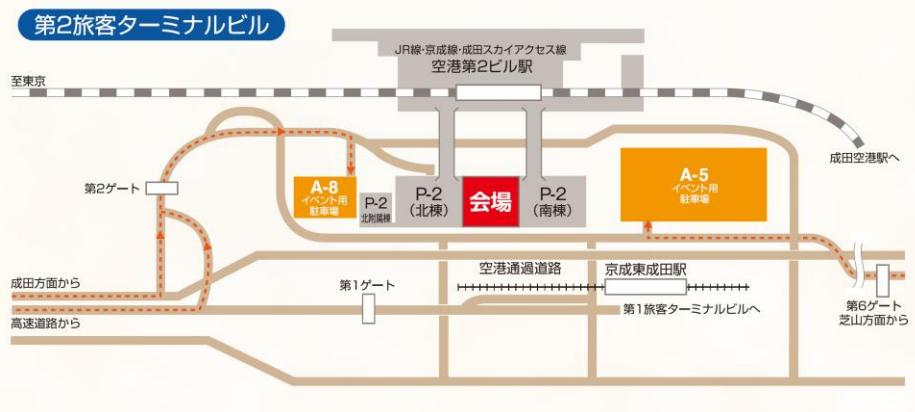 第2旅客ターミナルビル
JR線・京成線・成田スカイアクセス線
空港第2ビル駅
至東京
成田空港駅へ
第2ゲート
A-8
イベント用
駐車場
P-2
北附属棟
P-2
（北棟）
会場
P-2
（南棟）
A-5
イベント用
駐車場
成田方面から
高速道路から
第1ゲート
空港通過道路
京成東成田駅
第1旅客ターミナルビルへ
第6ゲート
芝山方面から